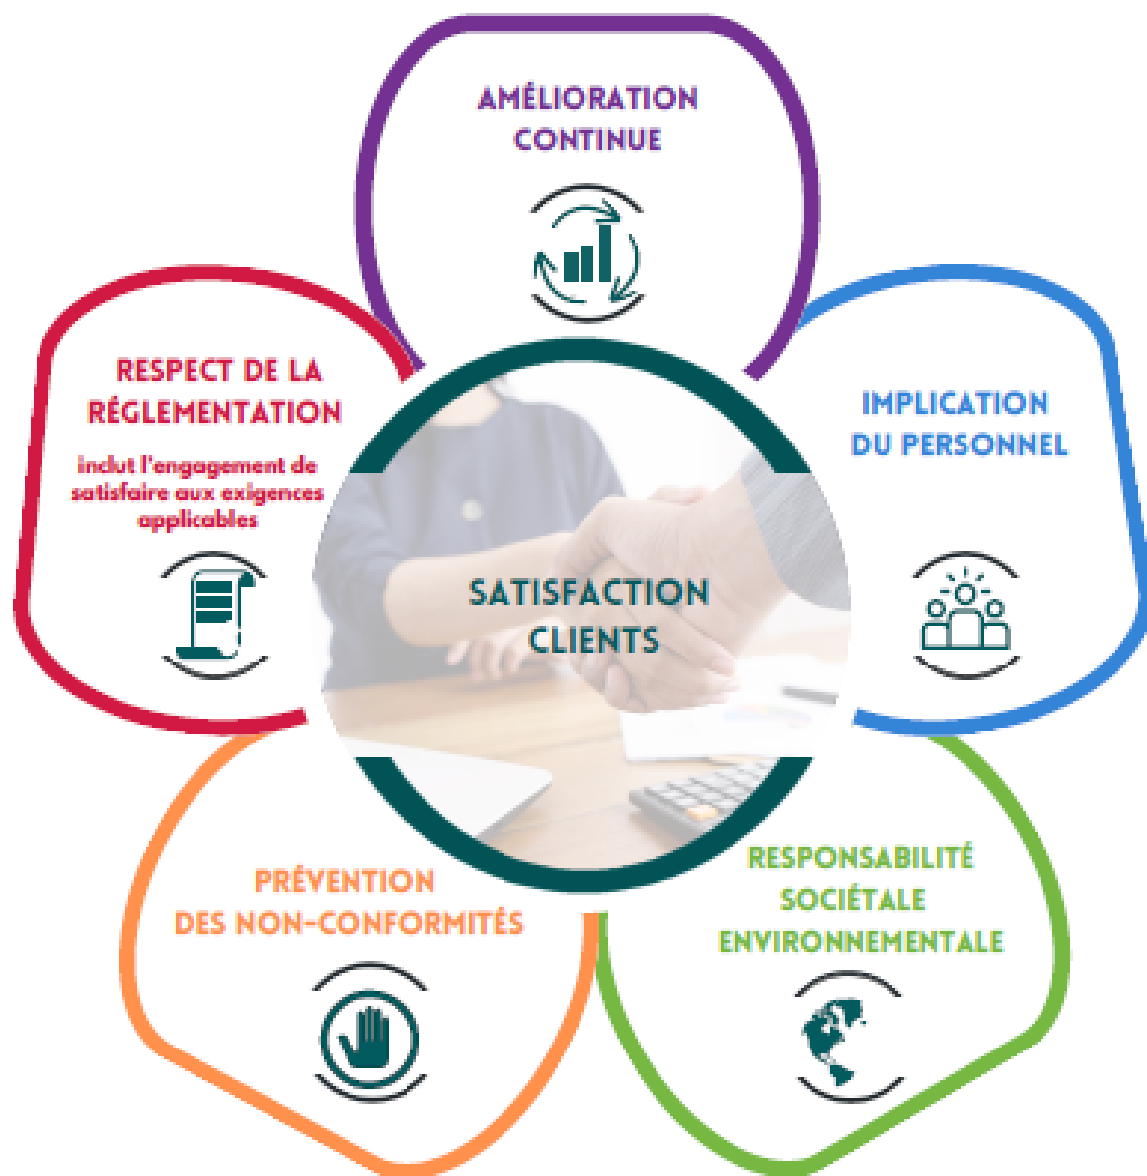 AMÉLIORATION
CONTINUE
RESPECT DE LA
RÉGLEMENTATION
inclut l'engagement de
satisfaire aux exigences
applicables
IMPLICATION
DU PERSONNEL
SATISFACTION
CLIENTS
PRÉVENTION
DES NON-CONFORMITÉS
RESPONSABILITÉ
SOCIÉTALE
ENVIRONNEMENTALE